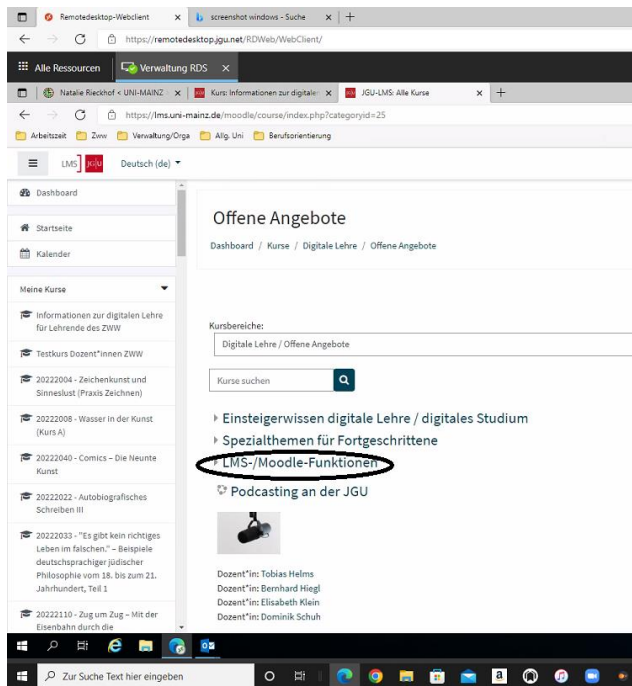 Remotedesktop-Webclient
screenshot windows - Suche
https://remotedesktop.jgu.net/RDWeb/WebClient/
Alle Ressourcen
Verwaltung RDS
Natalie Rieckhof < UNI-MAINZ
Kurs: Informationen zur digitale
JGU-LMS: Alle Kurse
https://lms.uni-mainz.de/moodle/course/index.php?categoryid=25
Arbeitszeit
Zww
Verwaltung/Orga
Allg. Uni
Berufsorientierung
LMS JG|U
Deutsch (de)
Dashboard
Startseite
Kalender
Meine Kurse
Informationen zur digitalen Lehre
für Lehrende des ZWW
Testkurs Dozent*innen ZWW
20222004 - Zeichenkunst und
Sinneslust (Praxis Zeichnen)
20222008 - Wasser in der Kunst
(Kurs A)
20222040 - Comics – Die Neunte
Kunst
20222022 - Autobiografisches
Schreiben III
20222033 - "Es gibt kein richtiges
Leben im falschen." – Beispiele
deutschsprachiger jüdischer
Philosophie vom 18. bis zum 21.
Jahrhundert, Teil 1
20222110 - Zug um Zug – Mit der
Eisenbahn durch die
Offene Angebote
Dashboard / Kurse / Digitale Lehre / Offene Angebote
Kursbereiche:
Digitale Lehre / Offene Angebote
Kurse suchen
Einsteigerwissen digitale Lehre / digitales Studium
Spezialthemen für Fortgeschrittene
LMS-/Moodle-Funktionen
Podcasting an der JGU
Dozent*in: Tobias Helms
Dozent*in: Bernhard Hiegl
Dozent*in: Elisabeth Klein
Dozent*in: Dominik Schuh
Zur Suche Text hier eingeben